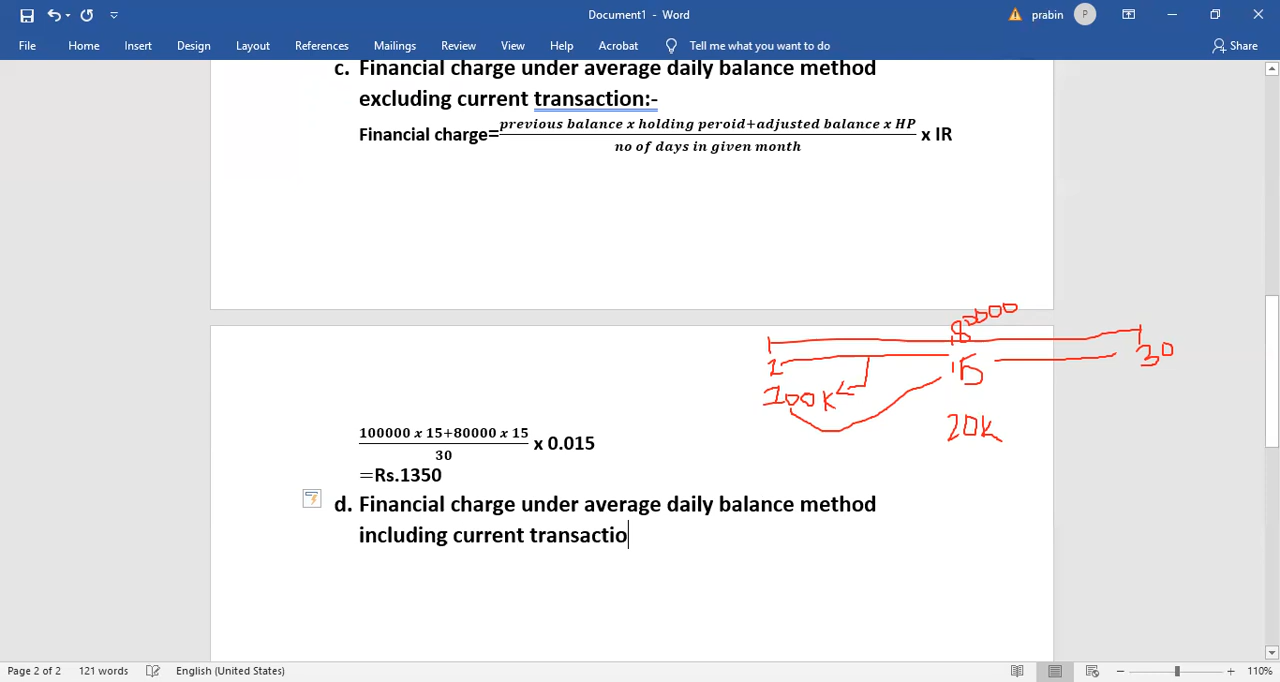 Document1 - Word
prabin
P
File Home Insert Design Layout References Mailings Review View Help Acrobat Tell me what you want to do Share
c. Financial charge under average daily balance method
excluding current transaction:-
Financial charge=previous balance x holding peroid+adjusted balance x HP
no of days in given month
x IR
80000
1 15 30
100K
20K
100000 x 15+80000 x 15
30
x 0.015
=Rs.1350
d. Financial charge under average daily balance method
including current transactio
Page 2 of 2 121 words English (United States) 110%